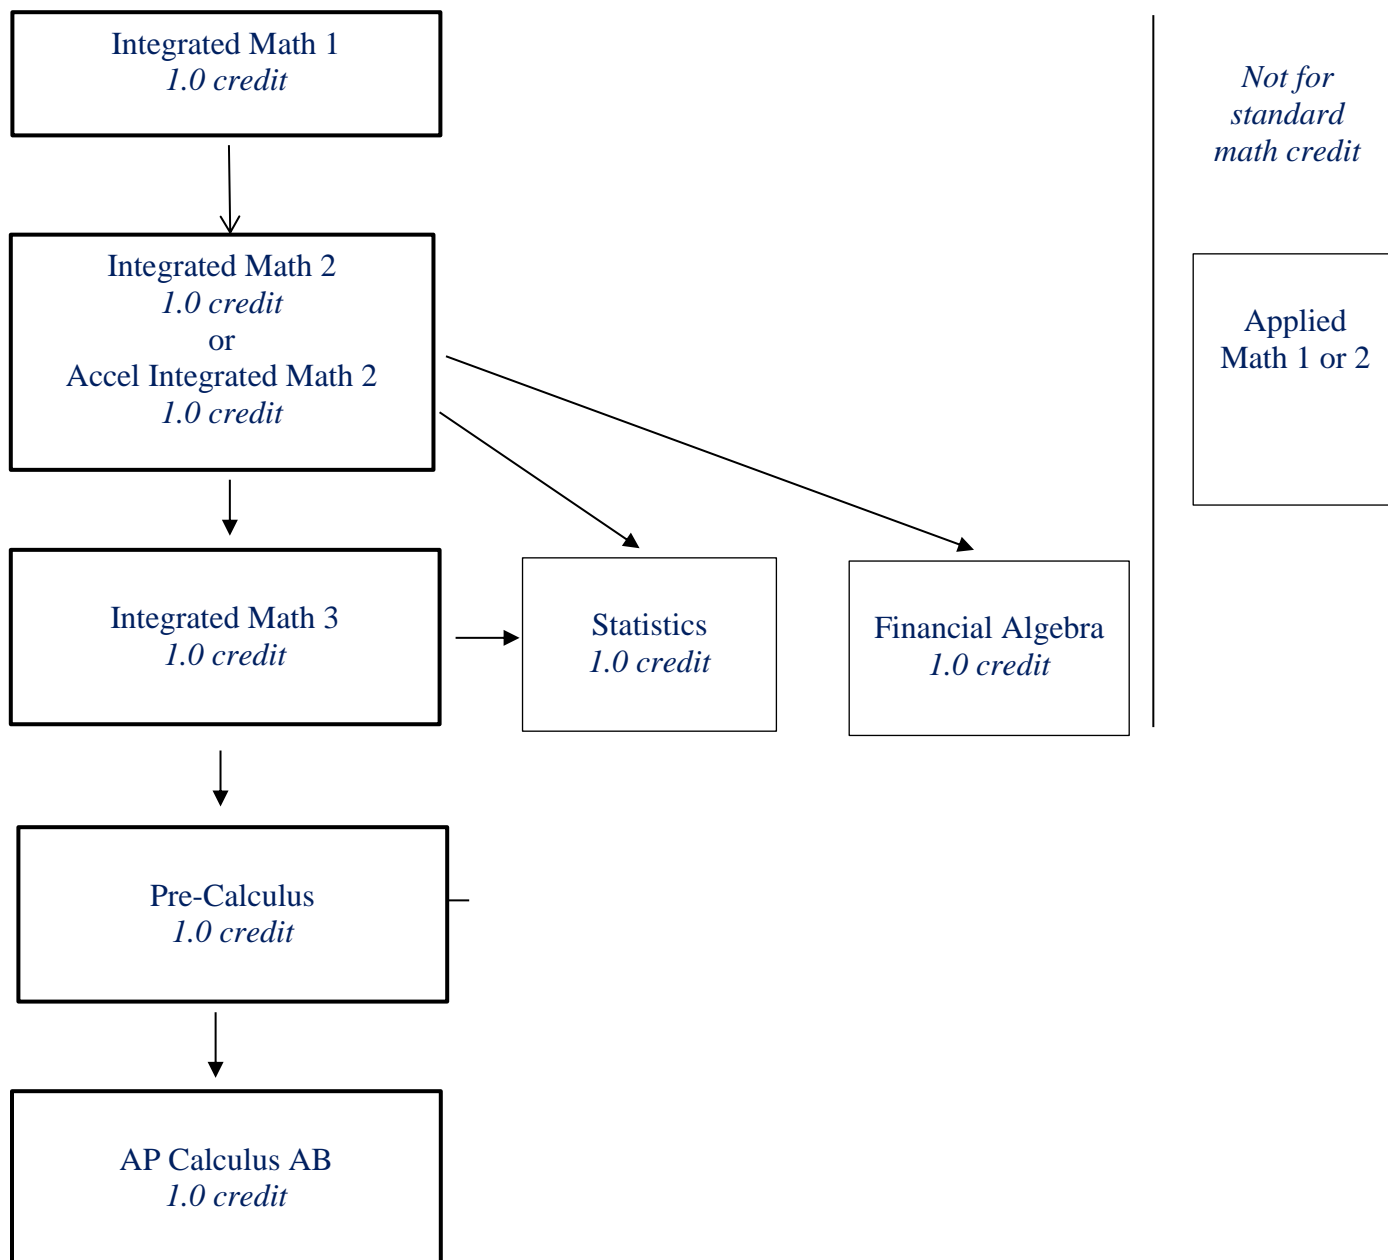 Integrated Math 1
1.0 credit
Not for
standard
math credit
Integrated Math 2
1.0 credit
or
Accel Integrated Math 2
1.0 credit
Applied
Math 1 or 2
Integrated Math 3
1.0 credit
Statistics
1.0 credit
Financial Algebra
1.0 credit
Pre-Calculus
1.0 credit
AP Calculus AB
1.0 credit